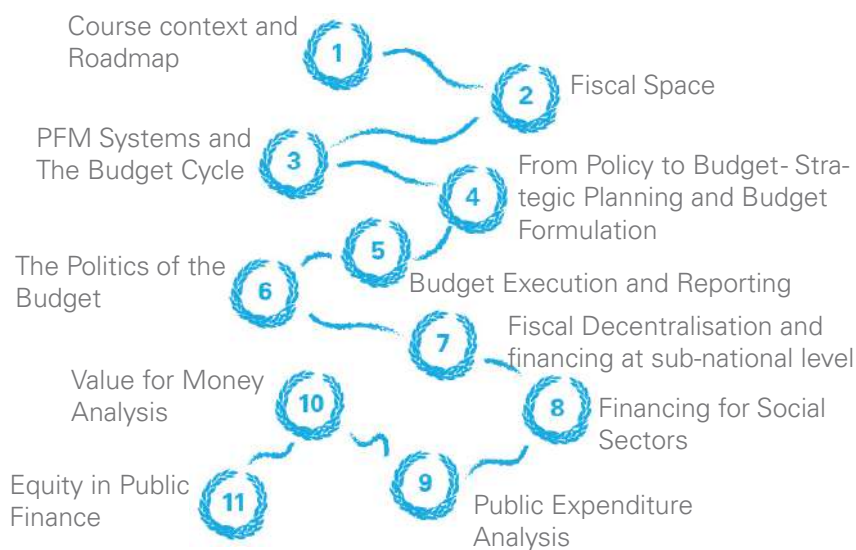 Course context and
Roadmap
1
2
Fiscal Space
PFM Systems and
The Budget Cycle
3
4
From Policy to Budget- Stra-
tegic Planning and Budget
Formulation
5
Budget Execution and Reporting
The Politics of the
Budget
6
7
Fiscal Decentralisation and
financing at sub-national level
8
Financing for Social
Sectors
9
Public Expenditure
Analysis
Value for Money
Analysis
10
Equity in Public
Finance
11